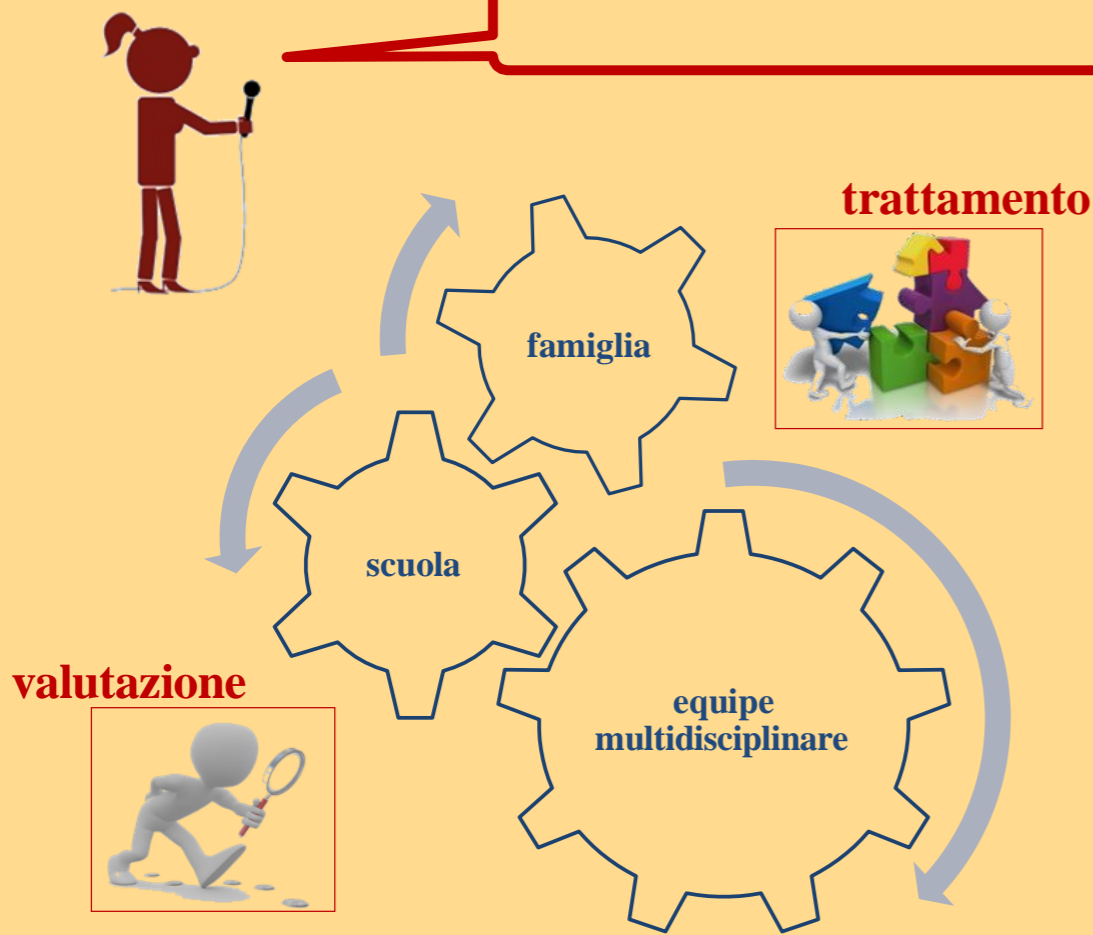 trattamento
famiglia
scuola
valutazione
equipe
multidisciplinare